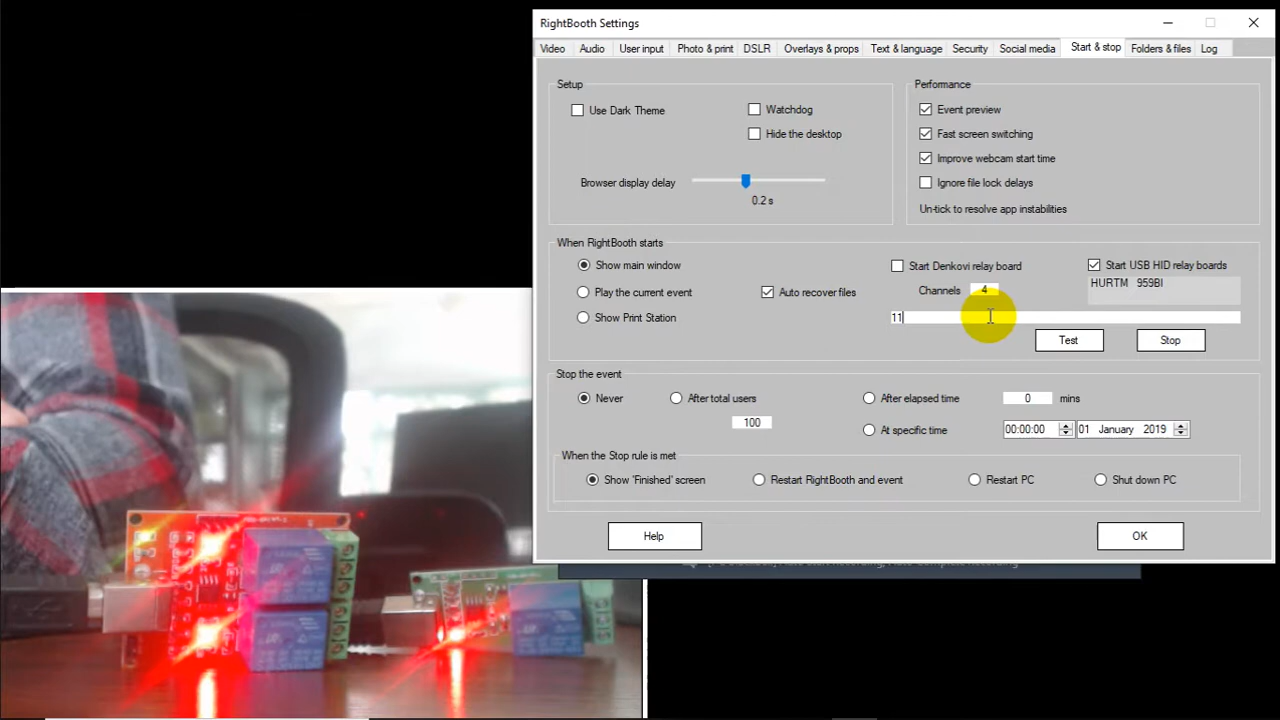 RightBooth Settings
Video Audio User input Photo & print DSLR Overlays & props Text & language Security Social media Start & stop Folders & files Log
Setup
Use Dark Theme
Watchdog
Hide the desktop
Browser display delay
0.2 s
Performance
Event preview
Fast screen switching
Improve webcam start time
Ignore file lock delays
Un-tick to resolve app instabilities
When RightBooth starts
Show main window
Play the current event
Auto recover files
Show Print Station
Start Denkovi relay board
Start USB HID relay boards
Channels 4
HURTM 959BI
11
Test Stop
Stop the event
Never
After total users
100
After elapsed time 0 mins
At specific time 00:00:00 01 January 2019
When the Stop rule is met
Show 'Finished' screen
Restart RightBooth and event
Restart PC
Shut down PC
Help OK